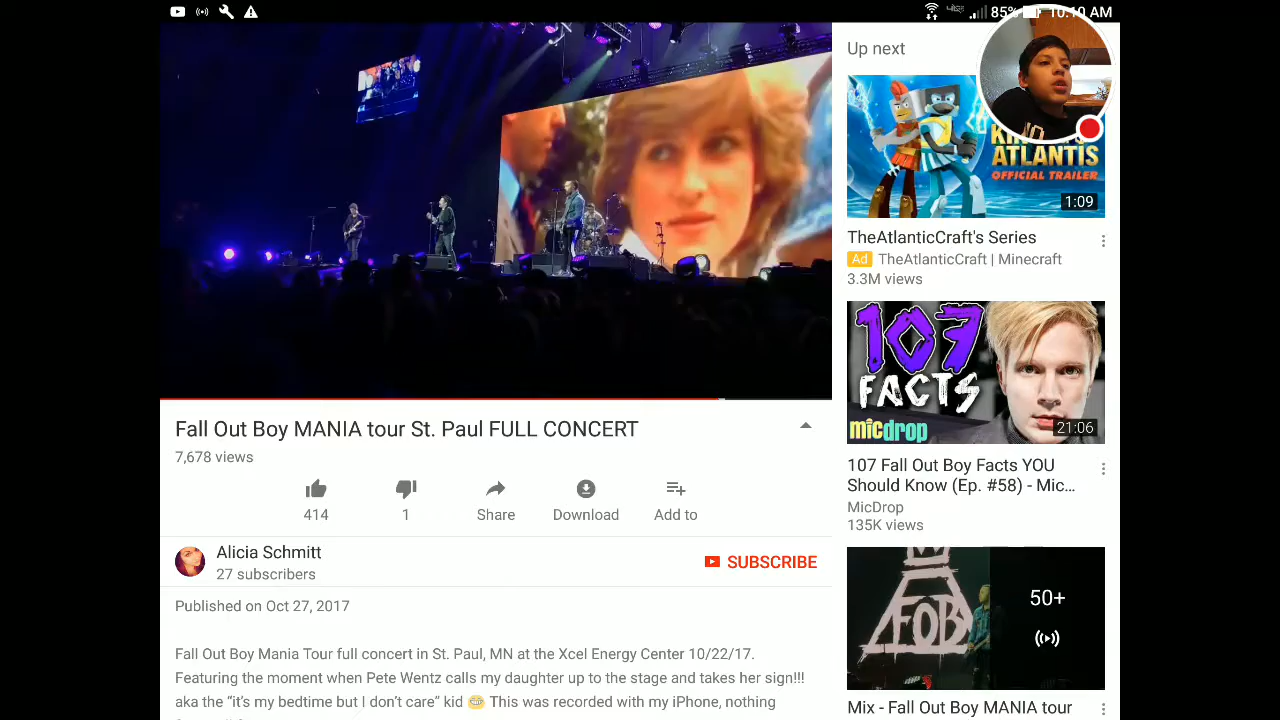 85% 10:10 AM
Up next
KING
ATLANTIS
OFFICIAL TRAILER
1:09
TheAtlanticCraft's Series
Ad TheAtlanticCraft | Minecraft
3.3M views
107
FACTS
micdrop
21:06
107 Fall Out Boy Facts YOU
Should Know (Ep. #58) - Mic...
MicDrop
135K views
FOB
50+
Mix - Fall Out Boy MANIA tour
Fall Out Boy MANIA tour St. Paul FULL CONCERT
7,678 views
414
1
Share
Download
Add to
Alicia Schmitt
27 subscribers
SUBSCRIBE
Published on Oct 27, 2017
Fall Out Boy Mania Tour full concert in St. Paul, MN at the Xcel Energy Center 10/22/17.
Featuring the moment when Pete Wentz calls my daughter up to the stage and takes her sign!!!
aka the “it's my bedtime but I don't care” kid 😁 This was recorded with my iPhone, nothing